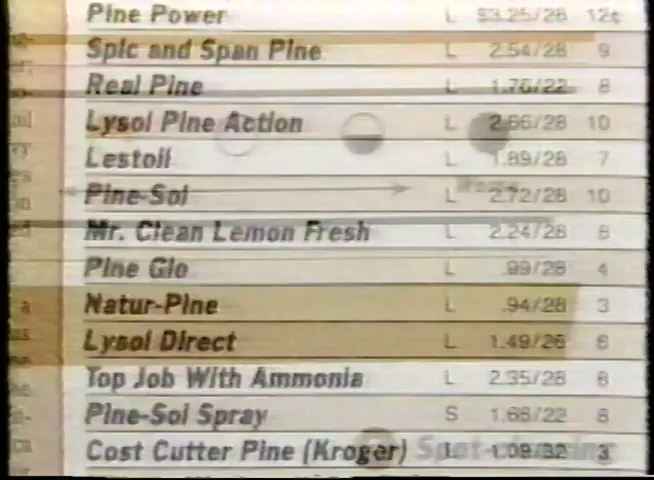 Pine Power L $3.25/28 12¢
Spic and Span Pine L 2.54/28 9
Real Pine L 1.76/22 8
Lysol Pine Action L 2.66/28 10
Lestoil L 1.89/28 7
Pine-Sol L 2.72/28 10
Mr. Clean Lemon Fresh L 2.24/28 8
Pine Glo L .99/28 4
Natur-Pine L .94/28 3
Lysol Direct L 1.49/26 6
Top Job With Ammonia L 2.35/28 8
Pine-Sol Spray S 1.66/22 8
Cost Cutter Pine (Kroger) L 1.09/32 3
Spot-cleaning